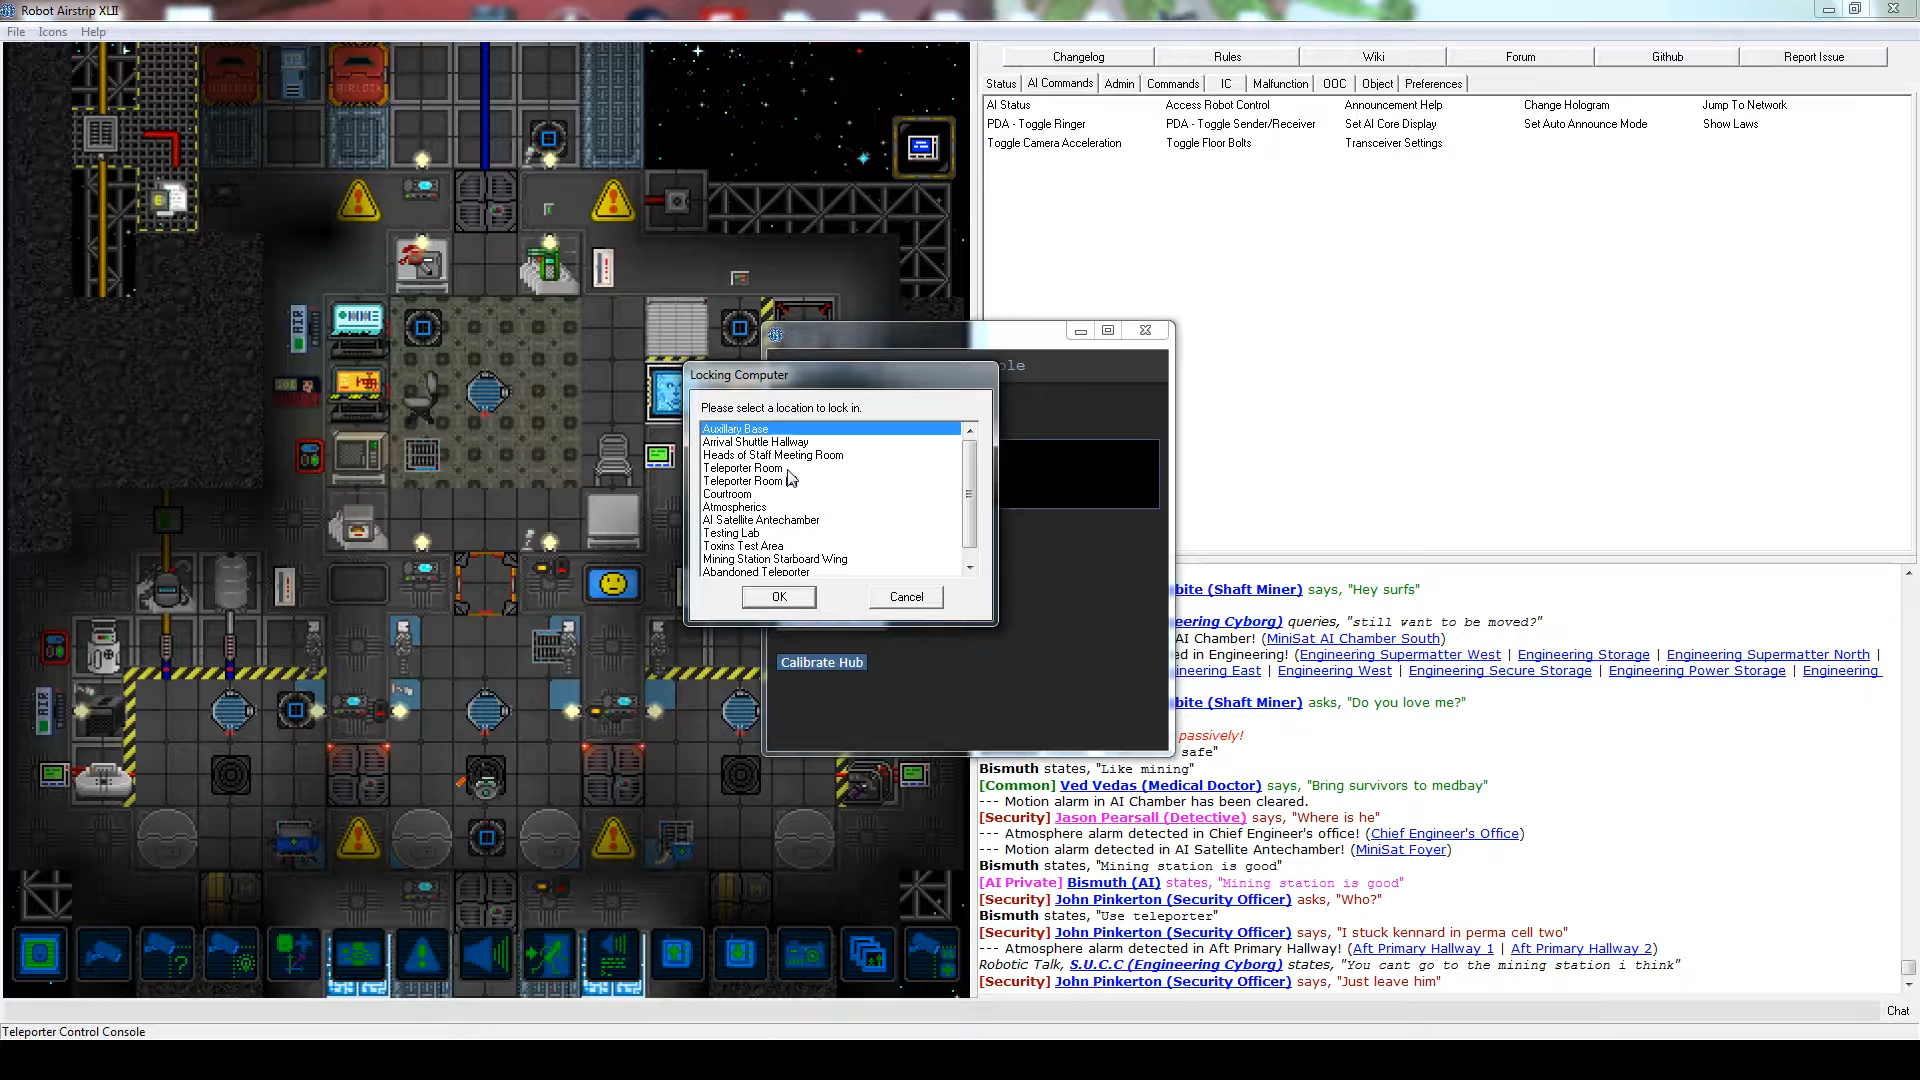 Robot Airstrip XLII
File Icons Help
Changelog Rules Wiki Forum Github Report Issue
Status AI Commands Admin Commands IC Malfunction OOC Object Preferences
AI Status Access Robot Control Announcement Help Change Hologram Jump To Network
PDA - Toggle Ringer PDA - Toggle Sender/Receiver Set AI Core Display Set Auto Announce Mode Show Laws
Toggle Camera Acceleration Toggle Floor Bolts Transceiver Settings
ole
Locking Computer
Please select a location to lock in.
Auxillary Base
Arrival Shuttle Hallway
Heads of Staff Meeting Room
Teleporter Room
Teleporter Room
Courtroom
Atmospherics
AI Satellite Antechamber
Testing Lab
Toxins Test Area
Mining Station Starboard Wing
Abandoned Teleporter
OK Cancel
Calibrate Hub
bite (Shaft Miner) says, "Hey surfs"
eering Cyborg) queries, "still want to be moved?"
AI Chamber! (MiniSat AI Chamber South)
ed in Engineering! (Engineering Supermatter West | Engineering Storage | Engineering Supermatter North |
ineering East | Engineering West | Engineering Secure Storage | Engineering Power Storage | Engineering
bite (Shaft Miner) asks, "Do you love me?"
passively!
safe"
Bismuth states, "Like mining"
[Common] Ved Vedas (Medical Doctor) says, "Bring survivors to medbay"
--- Motion alarm in AI Chamber has been cleared.
[Security] Jason Pearsall (Detective) says, "Where is he"
--- Atmosphere alarm detected in Chief Engineer's office! (Chief Engineer's Office)
--- Motion alarm detected in AI Satellite Antechamber! (MiniSat Foyer)
Bismuth states, "Mining station is good"
[AI Private] Bismuth (AI) states, "Mining station is good"
[Security] John Pinkerton (Security Officer) asks, "Who?"
Bismuth states, "Use teleporter"
[Security] John Pinkerton (Security Officer) says, "I stuck kennard in perma cell two"
--- Atmosphere alarm detected in Aft Primary Hallway! (Aft Primary Hallway 1 | Aft Primary Hallway 2)
Robotic Talk, S.U.C.C (Engineering Cyborg) states, "You cant go to the mining station i think"
[Security] John Pinkerton (Security Officer) says, "Just leave him"
Chat
Teleporter Control Console
AIR
AIR